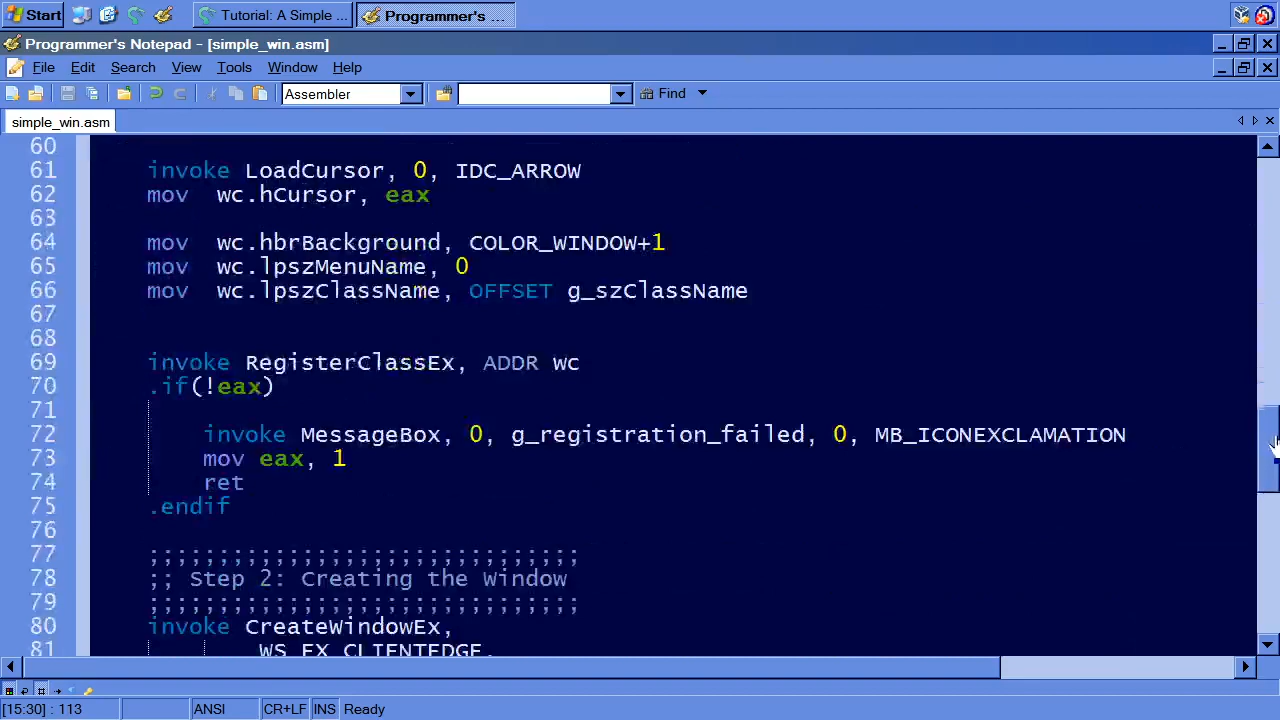 Start
Tutorial: A Simple ...
Programmer's ...
Programmer's Notepad - [simple_win.asm]
File Edit Search View Tools Window Help
Assembler
Find
simple_win.asm
60
61 invoke LoadCursor, 0, IDC_ARROW
62 mov wc.hCursor, eax
63
64 mov wc.hbrBackground, COLOR_WINDOW+1
65 mov wc.lpszMenuName, 0
66 mov wc.lpszClassName, OFFSET g_szClassName
67
68
69 invoke RegisterClassEx, ADDR wc
70 .if(!eax)
71
72 invoke MessageBox, 0, g_registration_failed, 0, MB_ICONEXCLAMATION
73 mov eax, 1
74 ret
75 .endif
76
77 ;;;;;;;;;;;;;;;;;;;;;;;;;;;;;;;
78 ;; Step 2: Creating the Window
79 ;;;;;;;;;;;;;;;;;;;;;;;;;;;;;;;
80 invoke CreateWindowEx,
81 WS_EX_CLIENTEDGE,
[15:30] : 113 ANSI CR+LF INS Ready